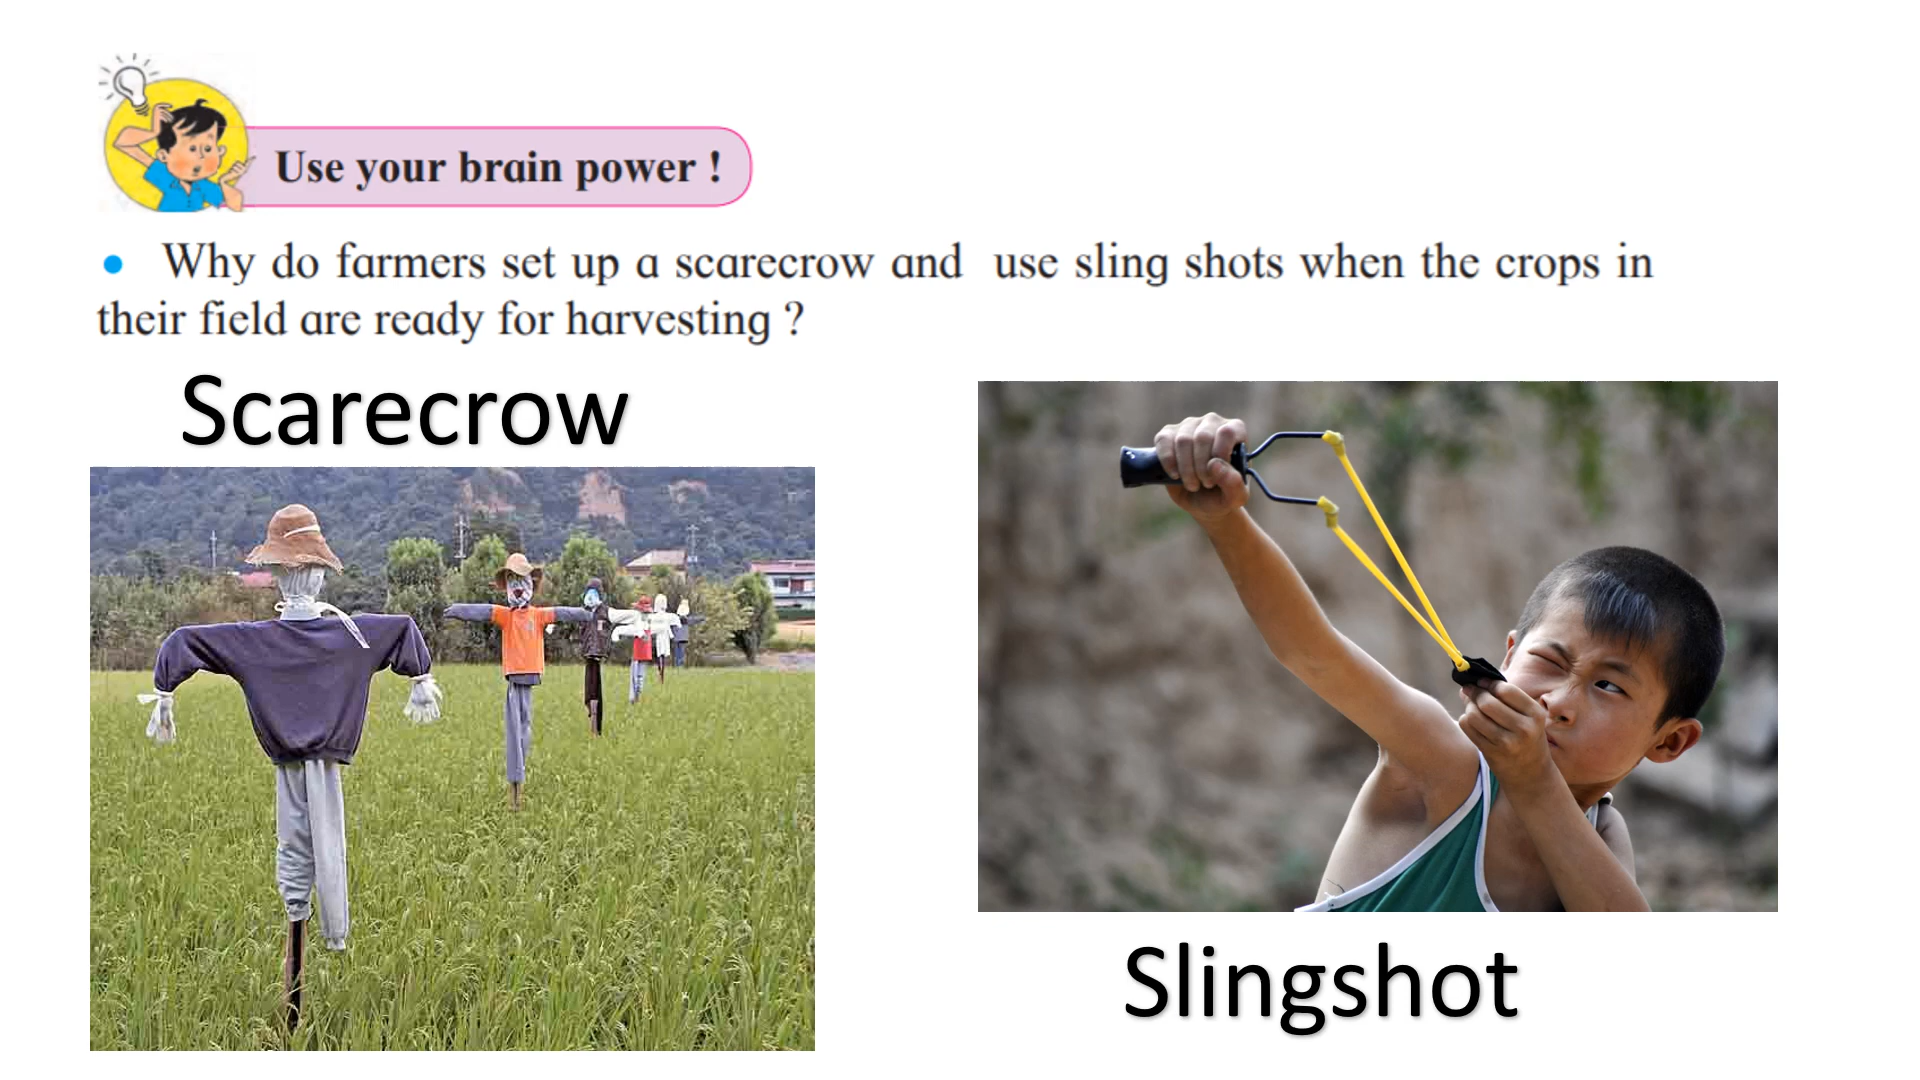 Use your brain power !
• Why do farmers set up a scarecrow and use sling shots when the crops in
their field are ready for harvesting ?
Scarecrow
Slingshot